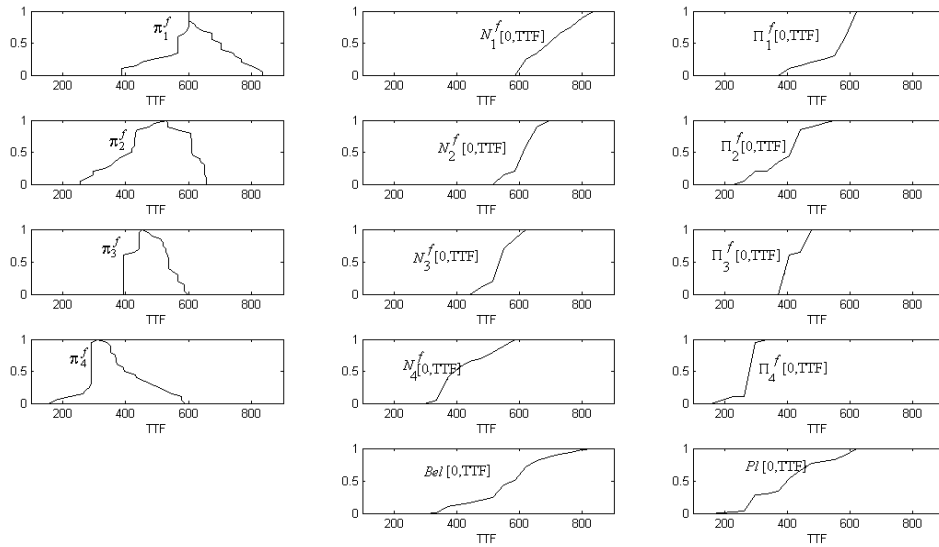 1
0.5
0
π₁ᶠ
200 400 600 800
TTF
1
0.5
0
N₁ᶠ[0,TTF]
200 400 600 800
TTF
1
0.5
0
Π₁ᶠ[0,TTF]
200 400 600 800
TTF
1
0.5
0
π₂ᶠ
200 400 600 800
TTF
1
0.5
0
N₂ᶠ[0,TTF]
200 400 600 800
TTF
1
0.5
0
Π₂ᶠ[0,TTF]
200 400 600 800
TTF
1
0.5
0
π₃ᶠ
200 400 600 800
TTF
1
0.5
0
N₃ᶠ[0,TTF]
200 400 600 800
TTF
1
0.5
0
Π₃ᶠ[0,TTF]
200 400 600 800
TTF
1
0.5
0
π₄ᶠ
200 400 600 800
TTF
1
0.5
0
N₄ᶠ[0,TTF]
200 400 600 800
TTF
1
0.5
0
Π₄ᶠ[0,TTF]
200 400 600 800
TTF
1
0.5
0
Bel [0,TTF]
200 400 600 800
TTF
1
0.5
0
Pl [0,TTF]
200 400 600 800
TTF